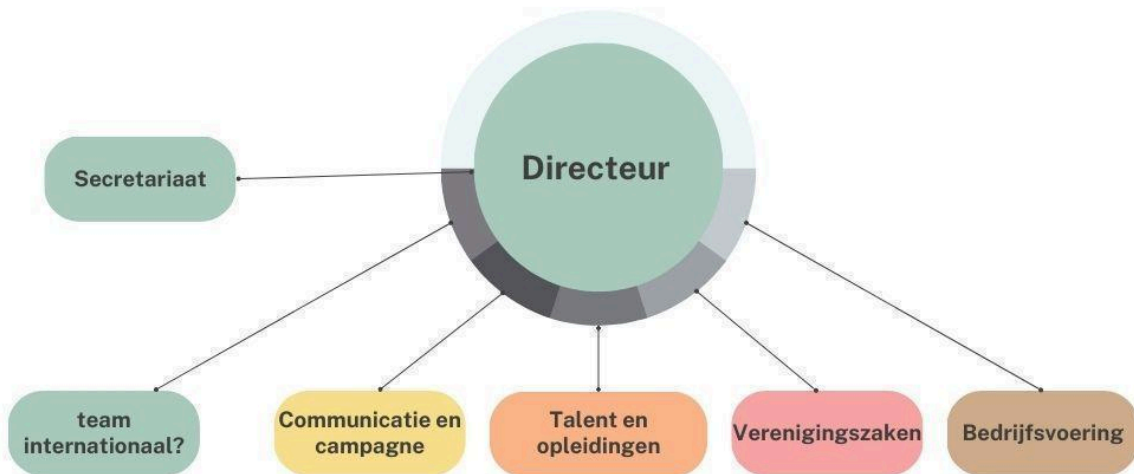 Directeur
Secretariaat
team
internationaal?
Communicatie en
campagne
Talent en
opleidingen
Verenigingszaken
Bedrijfsvoering